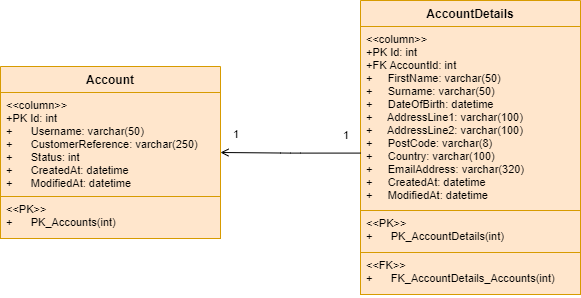 Account
<<column>>
+PK Id: int
+ Username: varchar(50)
+ CustomerReference: varchar(250)
+ Status: int
+ CreatedAt: datetime
+ ModifiedAt: datetime
<<PK>>
+ PK_Accounts(int)
1
1
AccountDetails
<<column>>
+PK Id: int
+FK AccountId: int
+ FirstName: varchar(50)
+ Surname: varchar(50)
+ DateOfBirth: datetime
+ AddressLine1: varchar(100)
+ AddressLine2: varchar(100)
+ PostCode: varchar(8)
+ Country: varchar(100)
+ EmailAddress: varchar(320)
+ CreatedAt: datetime
+ ModifiedAt: datetime
<<PK>>
+ PK_AccountDetails(int)
<<FK>>
+ FK_AccountDetails_Accounts(int)